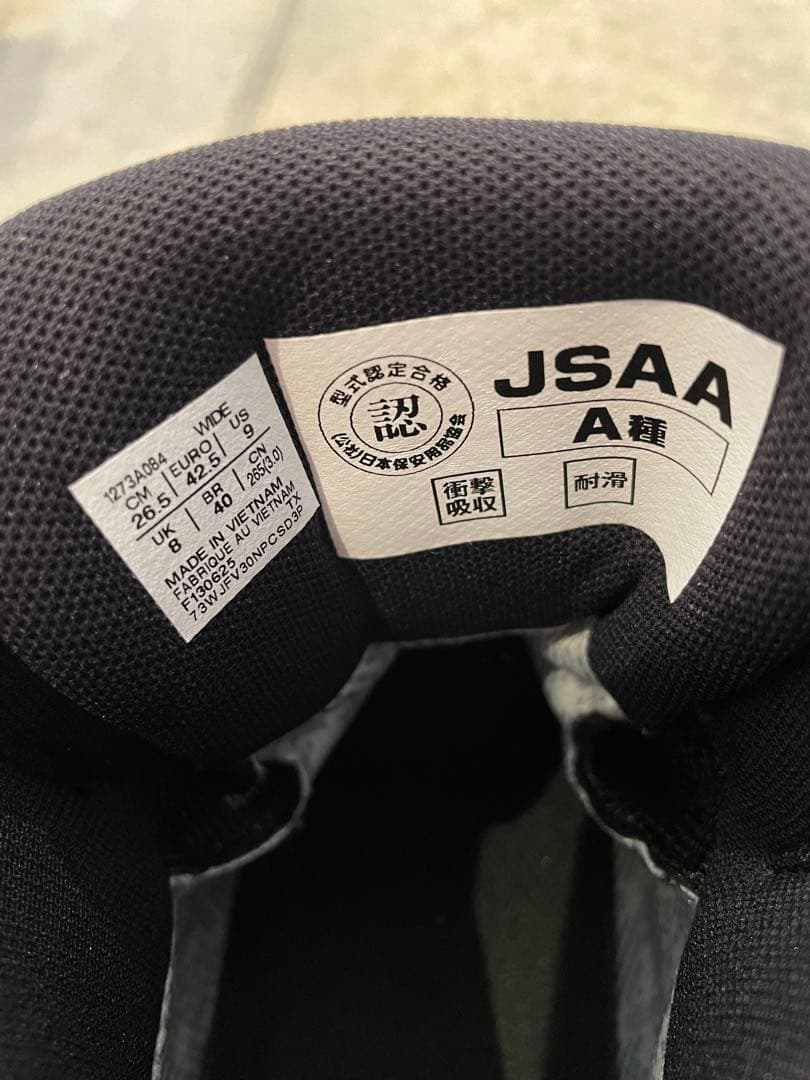 1273A084 WIDE
CM | EURO | US
26.5 | 42.5 | 9
UK | BR | CN
8 | 40 | 265(3.0)
MADE IN VIETNAM
FABRIQUE AU VIETNAM
F130625 TX
73WJFV30NPCSD3P
型式認定合格
認
(公社)日本保安用品協会
JSAA
A種
衝撃
吸収
耐滑